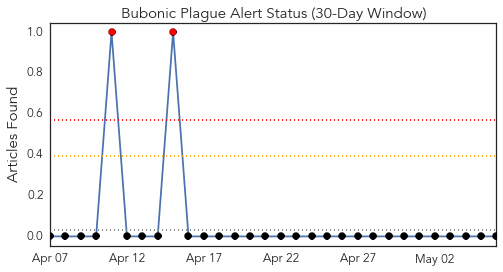 Bubonic Plague Alert Status (30-Day Window)
Articles Found
1.0
0.8
0.6
0.4
0.2
0.0
Apr 07 Apr 12 Apr 17 Apr 22 Apr 27 May 02